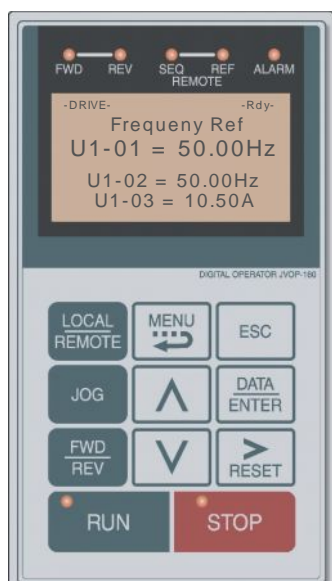 FWD REV SEQ REF ALARM
REMOTE
-DRIVE- -Rdy-
Frequeny Ref
U1-01 = 50.00Hz
U1-02 = 50.00Hz
U1-03 = 10.50A
DIGITAL OPERATOR JVOP-180
LOCAL
REMOTE
MENU
ESC
JOG
DATA
ENTER
FWD
REV
RESET
RUN STOP